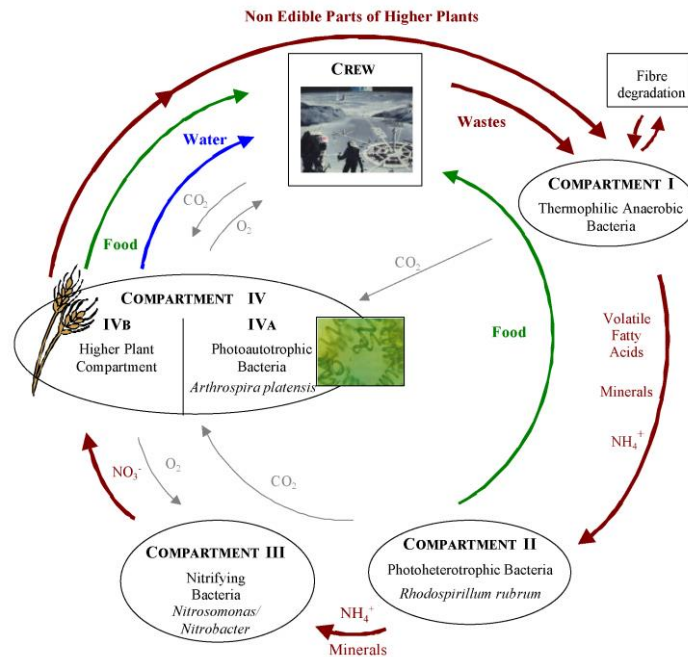 Non Edible Parts of Higher Plants
CREW
Fibre
degradation
Wastes
Water
CO₂
O₂
Food
COMPARTMENT I
Thermophilic Anaerobic
Bacteria
CO₂
COMPARTMENT IV
IVB
Higher Plant
Compartment
IVA
Photoautotrophic
Bacteria
Arthrospira platensis
Food
Volatile
Fatty
Acids
Minerals
NH₄⁺
NO₃⁻
O₂
CO₂
COMPARTMENT III
Nitrifying
Bacteria
Nitrosomonas/
Nitrobacter
COMPARTMENT II
Photoheterotrophic Bacteria
Rhodospirillum rubrum
NH₄⁺
Minerals